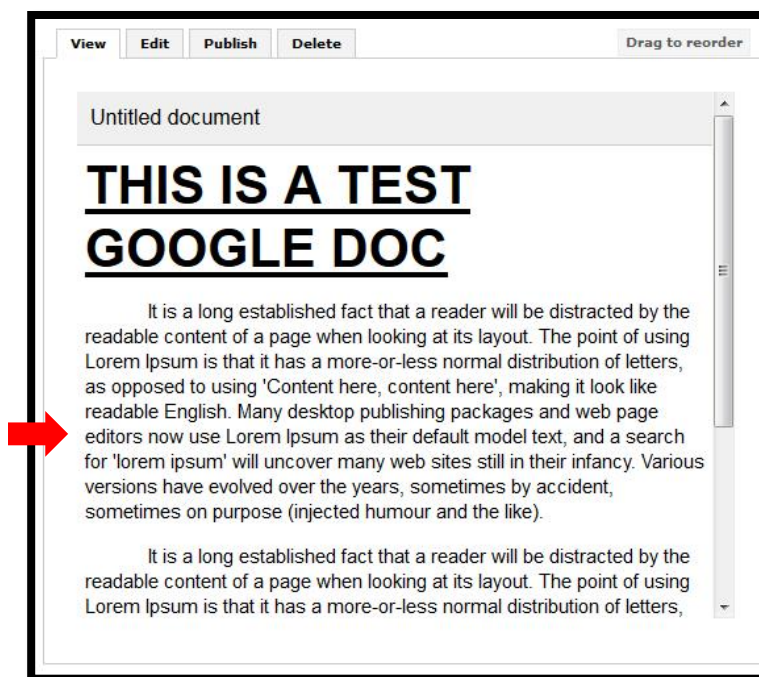 View Edit Publish Delete Drag to reorder
Untitled document
THIS IS A TEST
GOOGLE DOC
It is a long established fact that a reader will be distracted by the
readable content of a page when looking at its layout. The point of using
Lorem Ipsum is that it has a more-or-less normal distribution of letters,
as opposed to using 'Content here, content here', making it look like
readable English. Many desktop publishing packages and web page
editors now use Lorem Ipsum as their default model text, and a search
for 'lorem ipsum' will uncover many web sites still in their infancy. Various
versions have evolved over the years, sometimes by accident,
sometimes on purpose (injected humour and the like).
It is a long established fact that a reader will be distracted by the
readable content of a page when looking at its layout. The point of using
Lorem Ipsum is that it has a more-or-less normal distribution of letters,